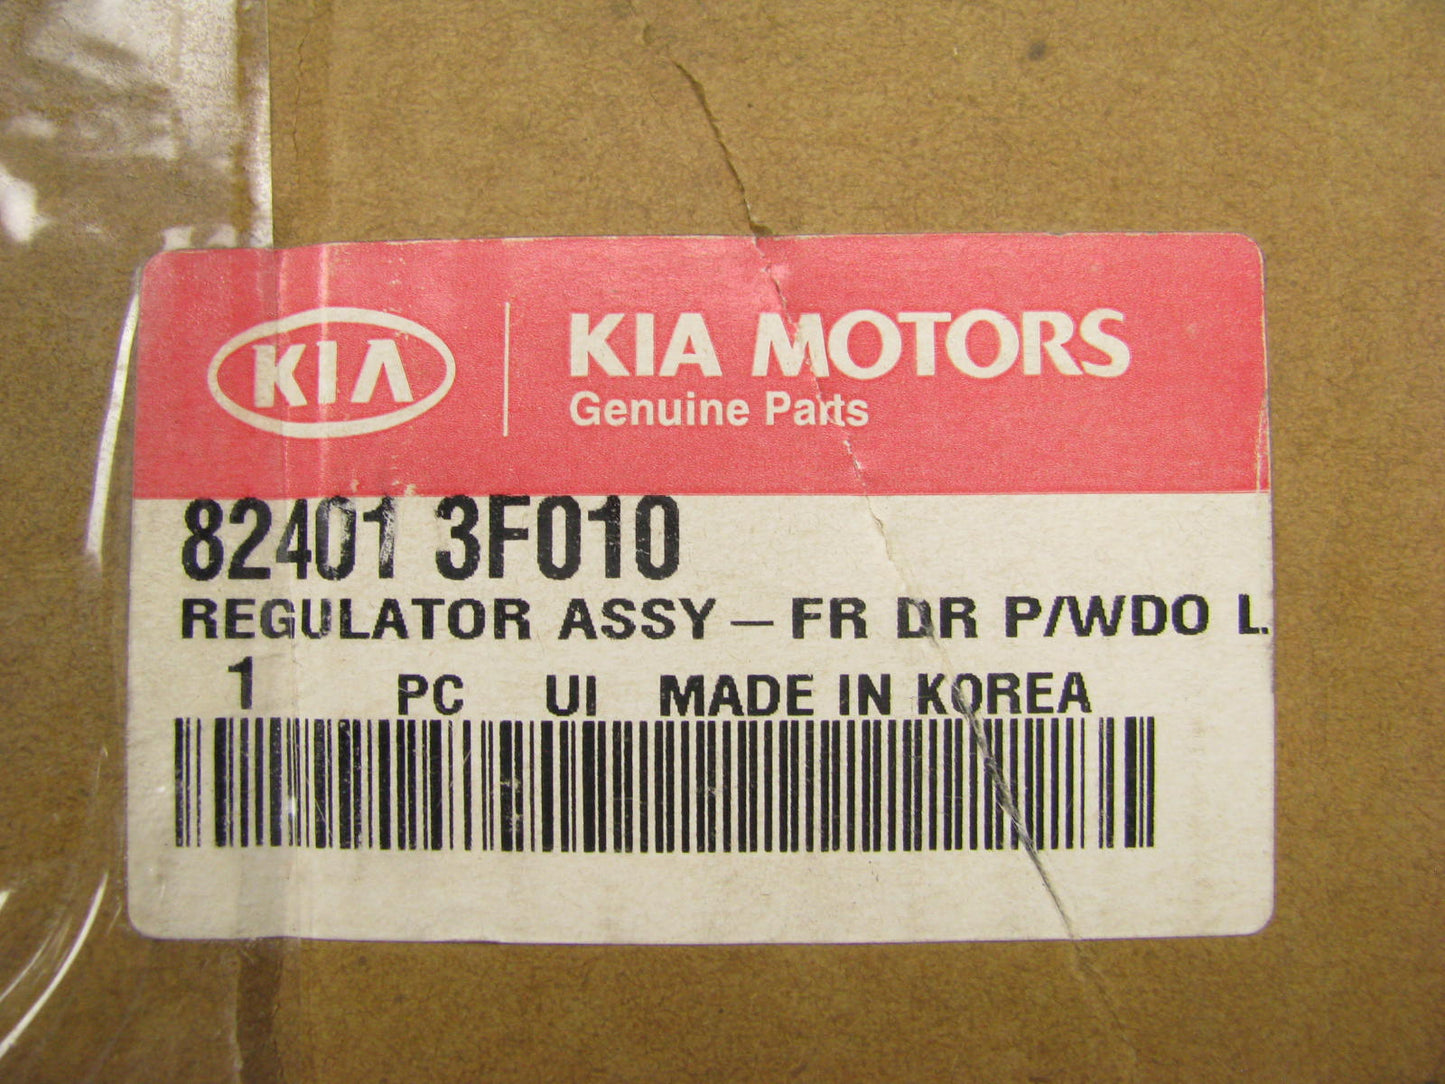 KIA
KIA MOTORS
Genuine Parts
82401 3F010
REGULATOR ASSY – FR DR P/WDO L.
1 PC UI MADE IN KOREA